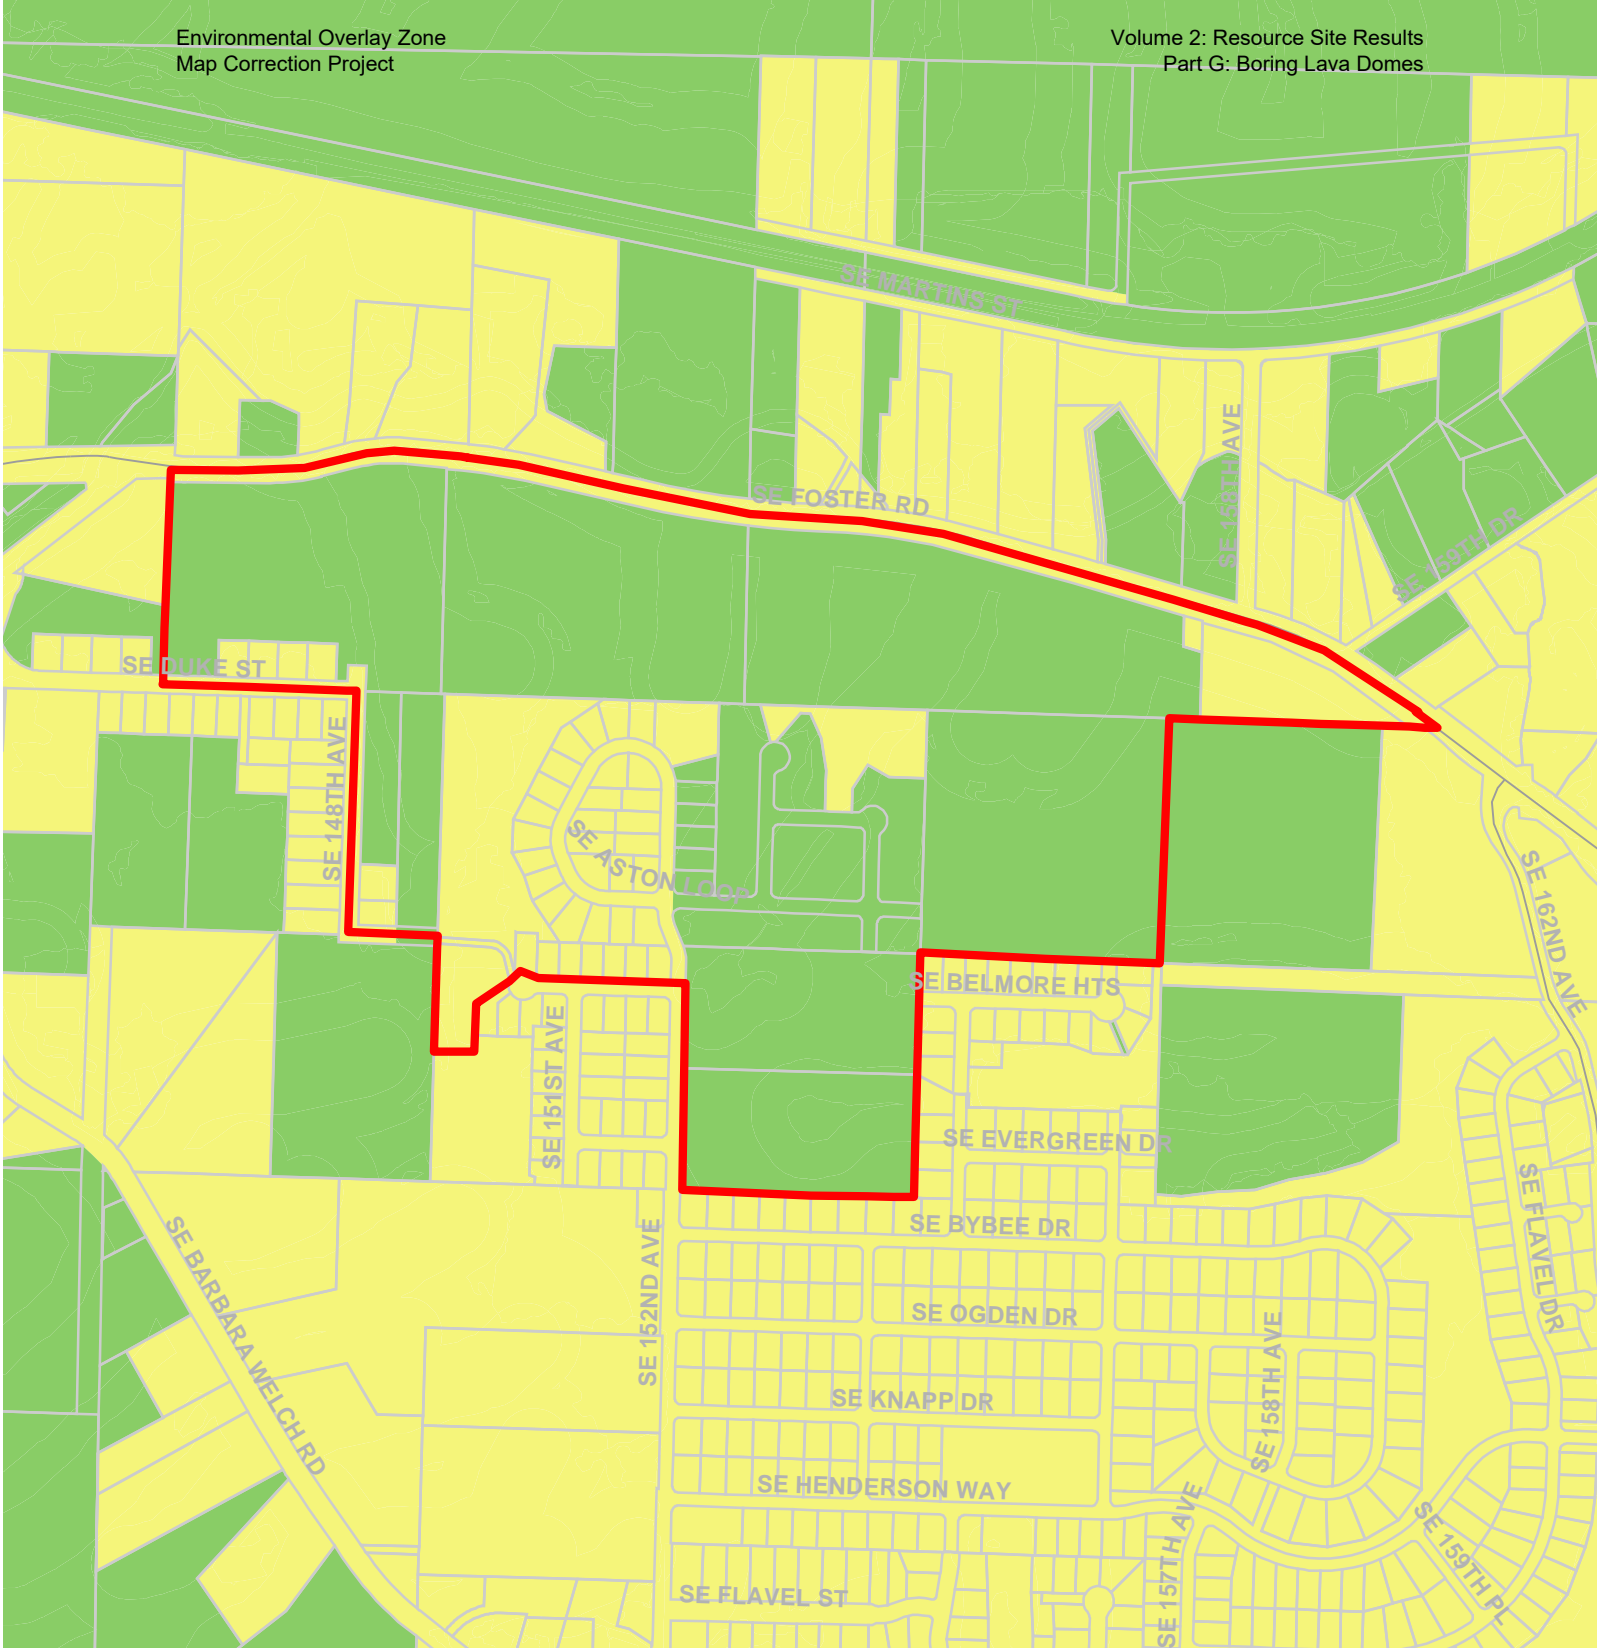 Environmental Overlay Zone
Map Correction Project
Volume 2: Resource Site Results
Part G: Boring Lava Domes
SE MARTINS ST
SE FOSTER RD
SE 158TH AVE
SE 159TH DR
SE DUKE ST
SE 148TH AVE
SE ASTON LOOP
SE 162ND AVE
SE BELMORE HTS
SE 151ST AVE
SE EVERGREEN DR
SE BYBEE DR
SE FLAVEL DR
SE 152ND AVE
SE BARBARA WELCH RD
SE OGDEN DR
SE KNAPP DR
SE 158TH AVE
SE HENDERSON WAY
SE 157TH AVE
SE 159TH PL
SE FLAVEL ST